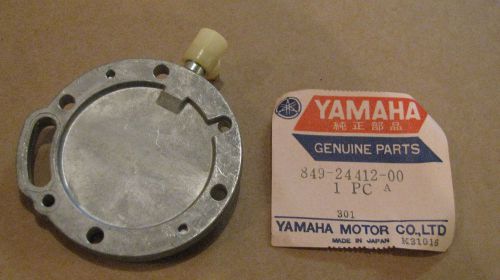 YAMAHA
純正部品
GENUINE PARTS
849-24412-00
1 PC A
301
YAMAHA MOTOR CO.,LTD
MADE IN JAPAN K31016